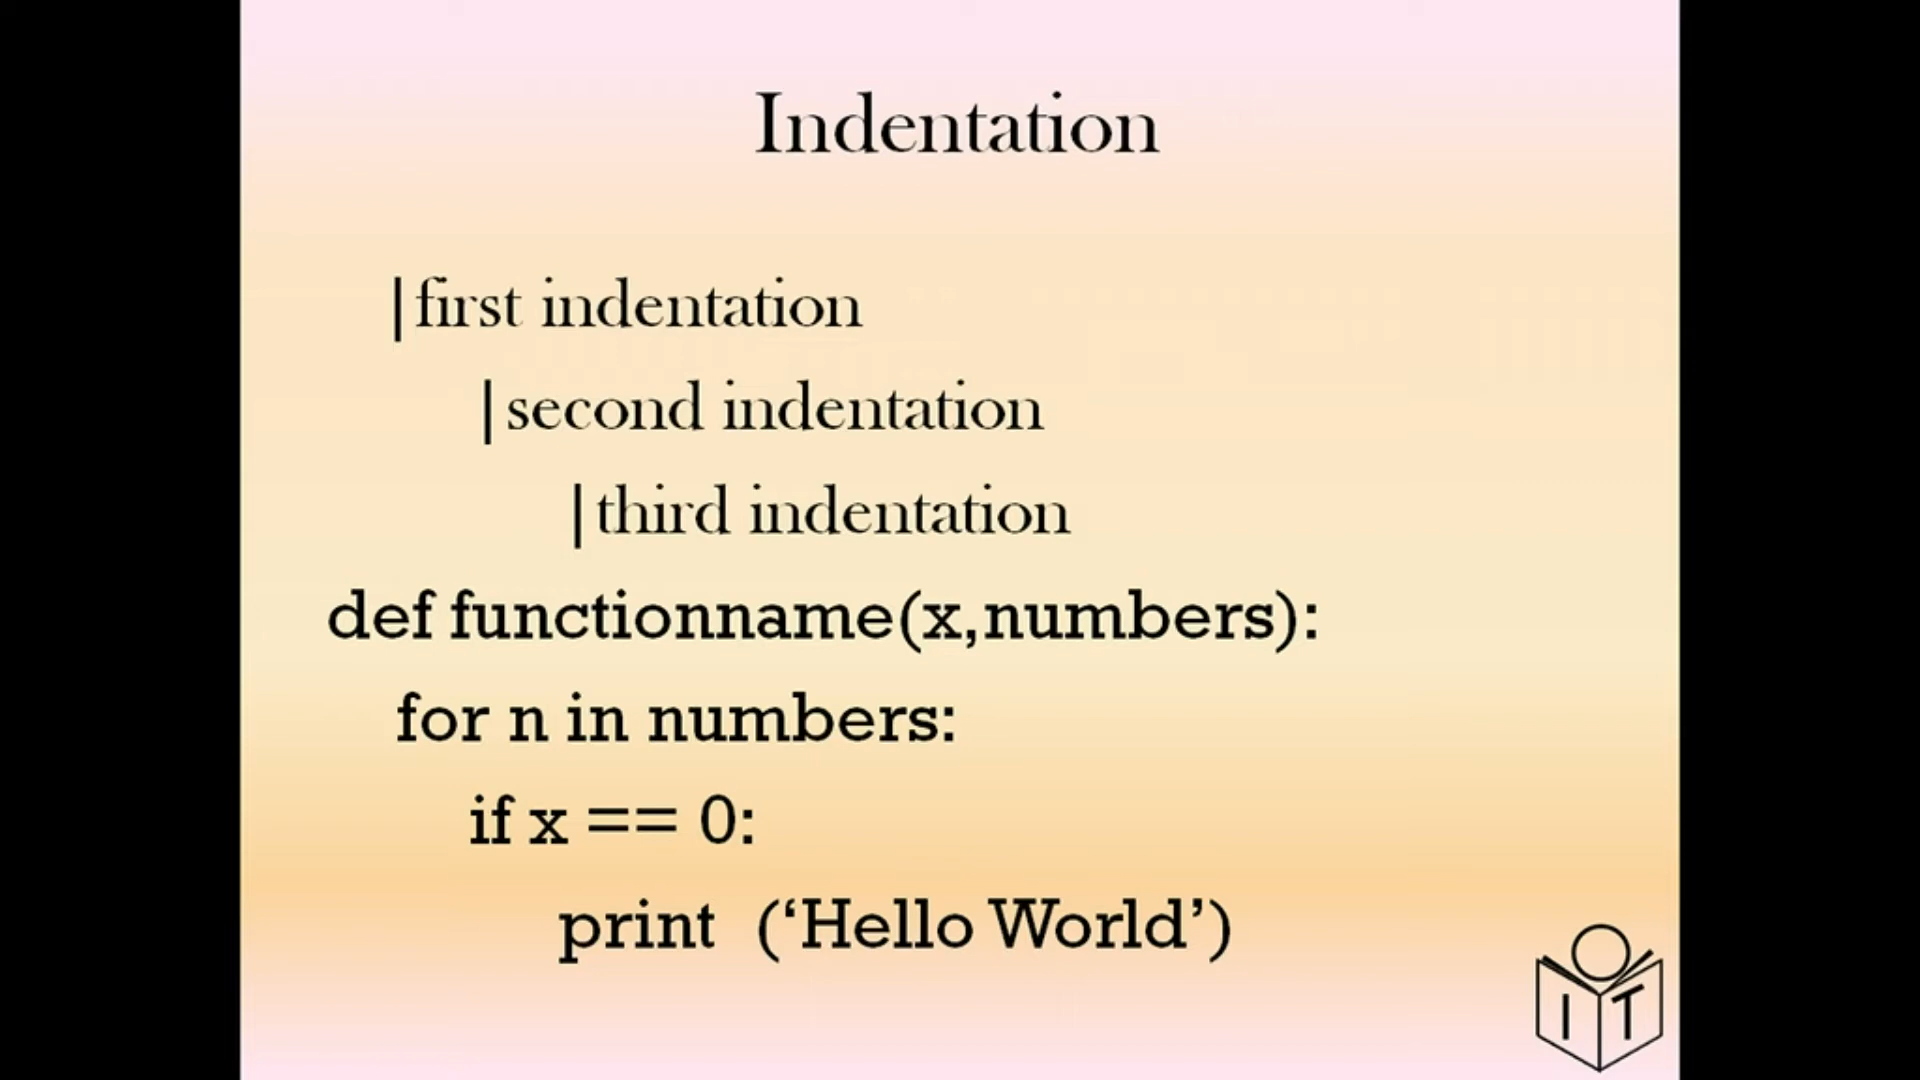 Indentation
|first indentation
|second indentation
|third indentation
def functionname(x,numbers):
for n in numbers:
if x == 0:
print  (‘Hello World’)
I T